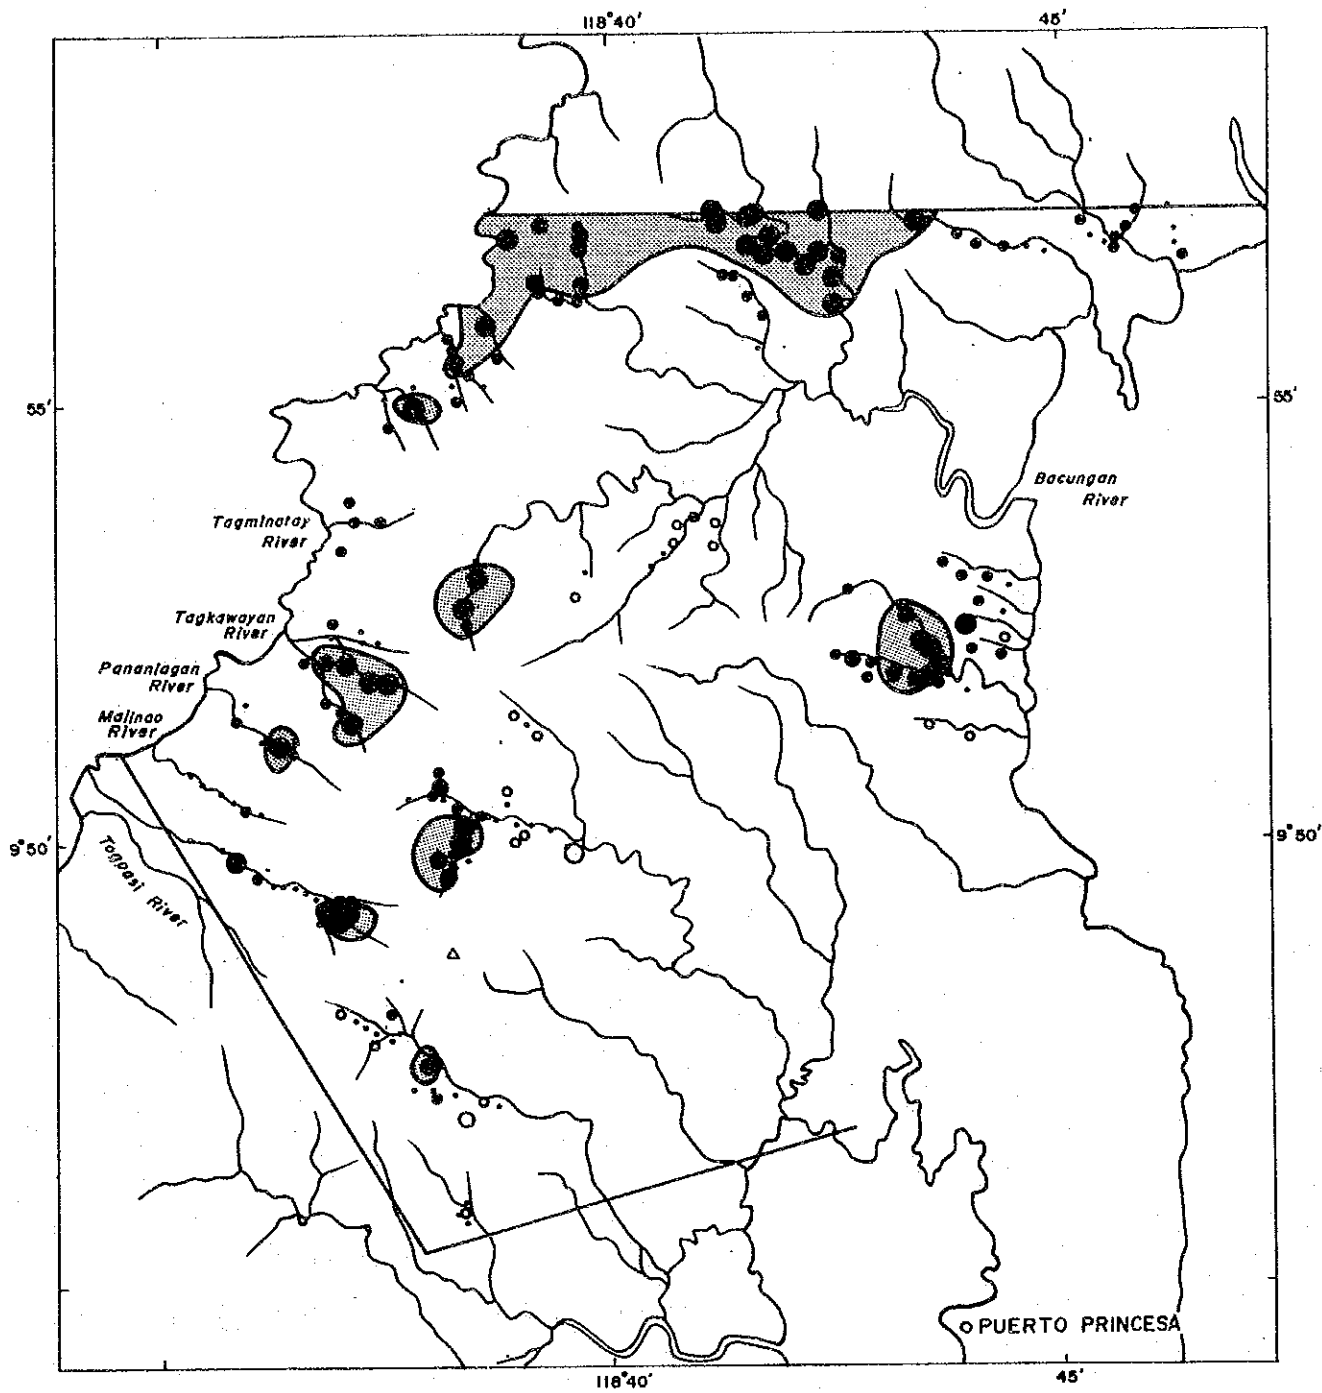 118°40'
45'
55'
55'
Bacungan
River
Tagminatay
River
Tagkawayan
River
Pananlagan
River
Malinao
River
9°50'
9°50'
Tagpasi River
PUERTO PRINCESA
118°40'
45'